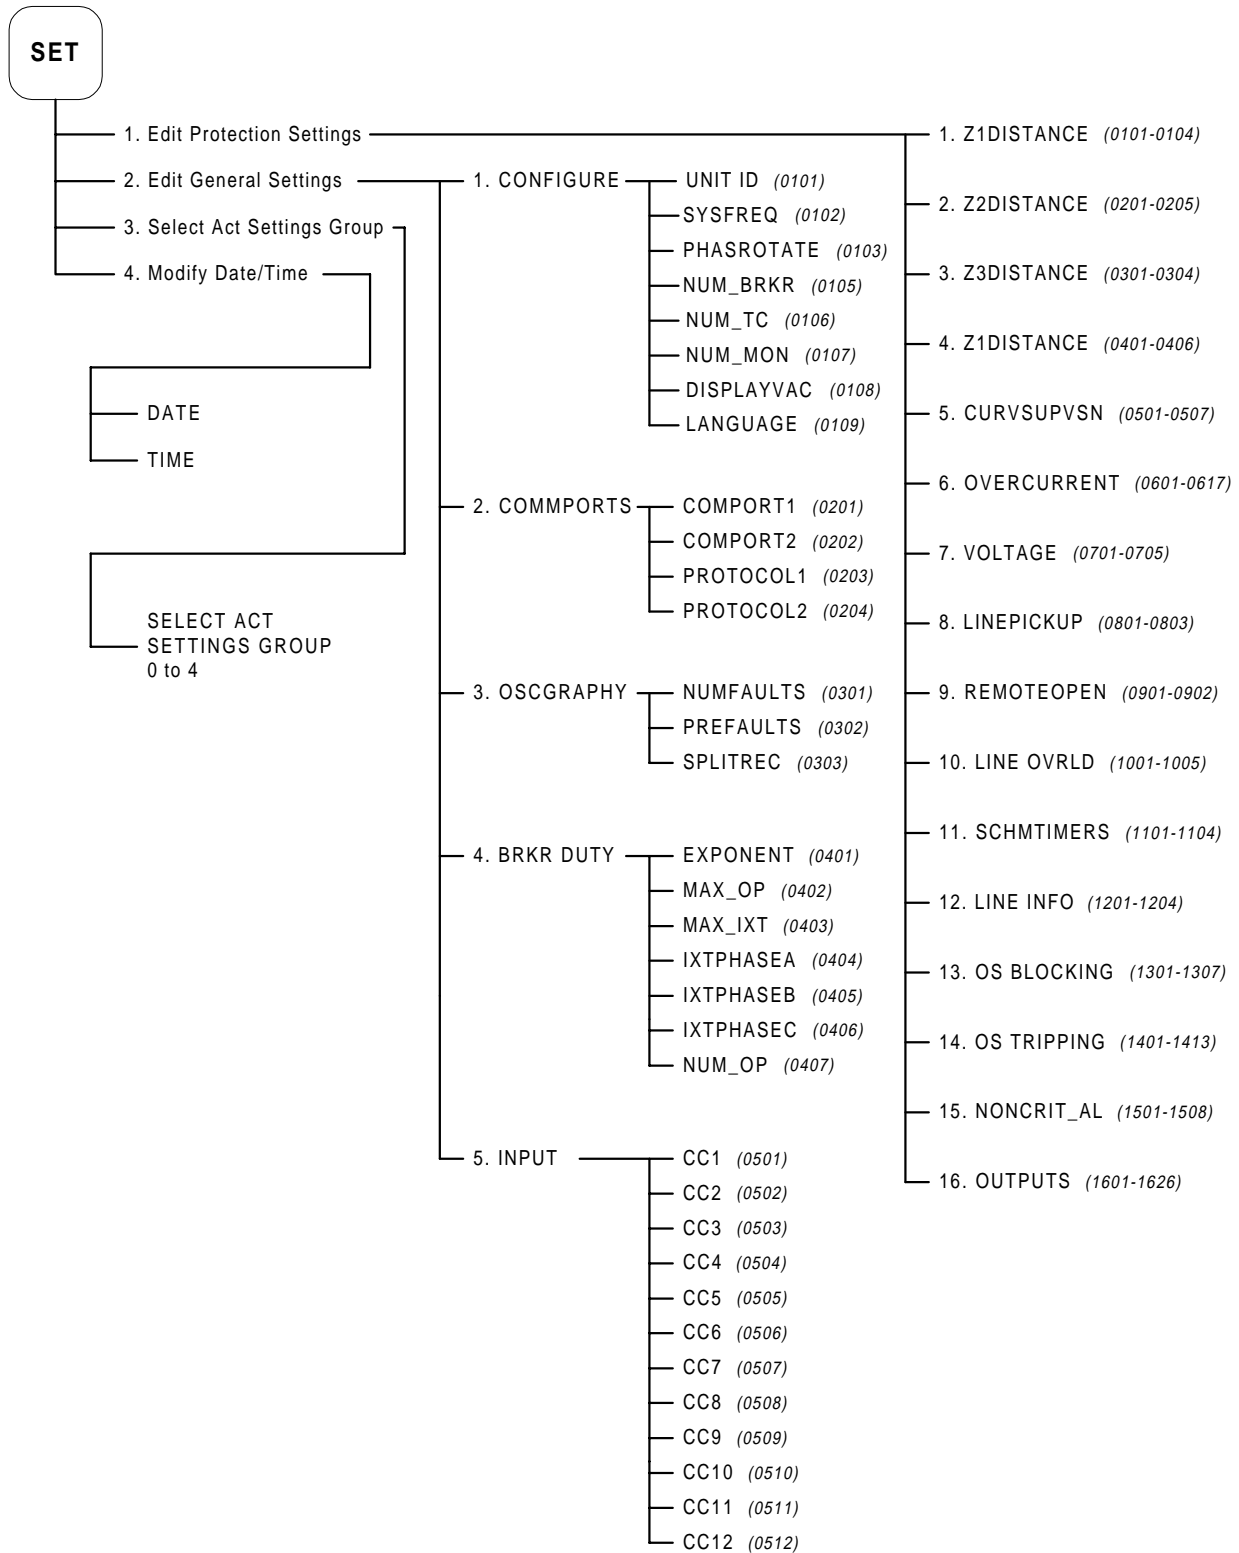 SET
1. Edit Protection Settings
2. Edit General Settings
3. Select Act Settings Group
4. Modify Date/Time
DATE
TIME
SELECT ACT
SETTINGS GROUP
0 to 4
1. CONFIGURE
UNIT ID (0101)
SYSFREQ (0102)
PHASROTATE (0103)
NUM_BRKR (0105)
NUM_TC (0106)
NUM_MON (0107)
DISPLAYVAC (0108)
LANGUAGE (0109)
2. COMMPORTS
COMPORT1 (0201)
COMPORT2 (0202)
PROTOCOL1 (0203)
PROTOCOL2 (0204)
3. OSCGRAPHY
NUMFAULTS (0301)
PREFAULTS (0302)
SPLITREC (0303)
4. BRKR DUTY
EXPONENT (0401)
MAX_OP (0402)
MAX_IXT (0403)
IXTPHASEA (0404)
IXTPHASEB (0405)
IXTPHASEC (0406)
NUM_OP (0407)
5. INPUT
CC1 (0501)
CC2 (0502)
CC3 (0503)
CC4 (0504)
CC5 (0505)
CC6 (0506)
CC7 (0507)
CC8 (0508)
CC9 (0509)
CC10 (0510)
CC11 (0511)
CC12 (0512)
1. Z1DISTANCE (0101-0104)
2. Z2DISTANCE (0201-0205)
3. Z3DISTANCE (0301-0304)
4. Z1DISTANCE (0401-0406)
5. CURVSUPVSN (0501-0507)
6. OVERCURRENT (0601-0617)
7. VOLTAGE (0701-0705)
8. LINEPICKUP (0801-0803)
9. REMOTEOPEN (0901-0902)
10. LINE OVRLD (1001-1005)
11. SCHMTIMERS (1101-1104)
12. LINE INFO (1201-1204)
13. OS BLOCKING (1301-1307)
14. OS TRIPPING (1401-1413)
15. NONCRIT_AL (1501-1508)
16. OUTPUTS (1601-1626)